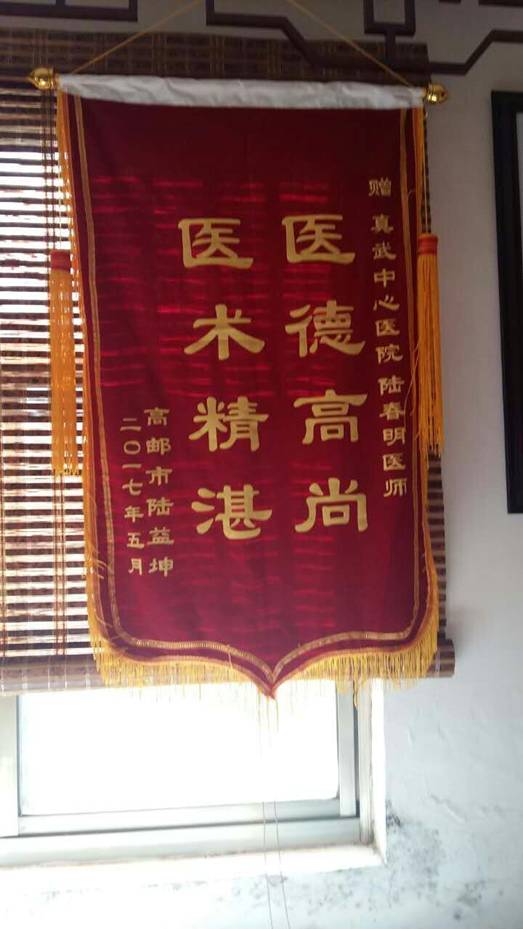 赠 真武中心医院 陆春明医师
医德高尚
医术精湛
高邮市陆益坤
二〇一七年五月